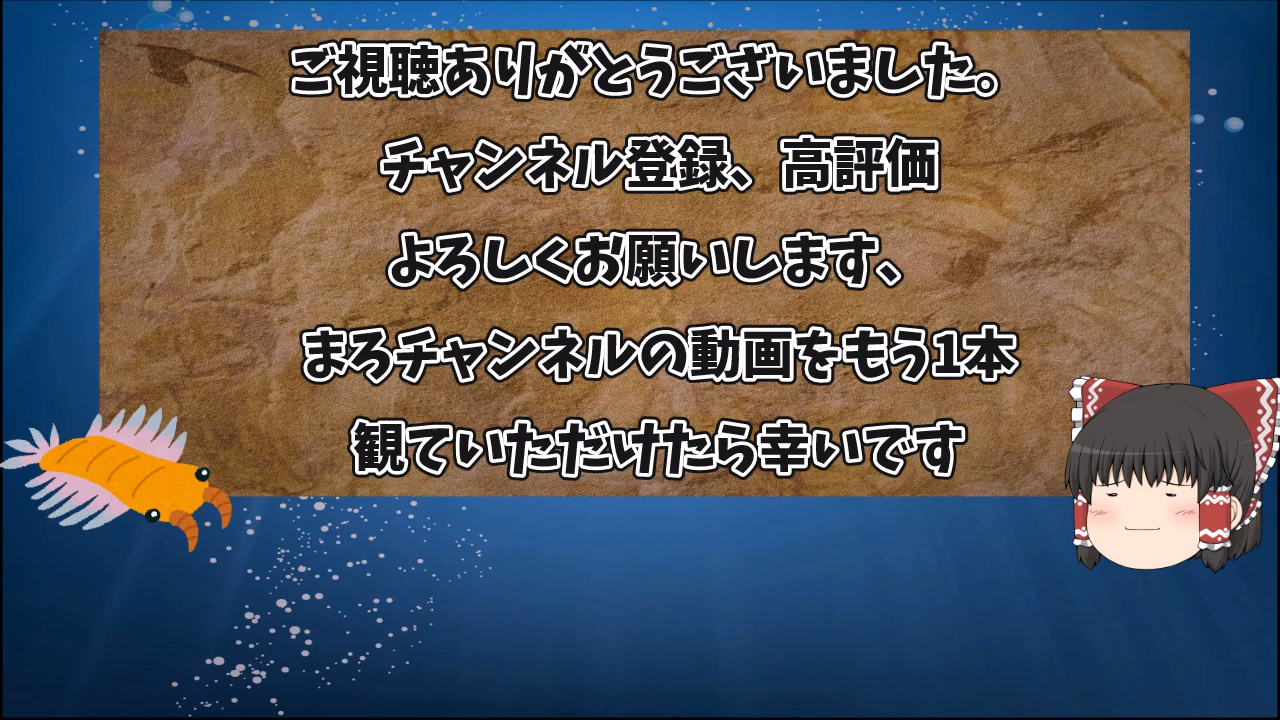 ご視聴ありがとうございました。
チャンネル登録、高評価
よろしくお願いします、
まろチャンネルの動画をもう1本
観ていただけたら幸いです